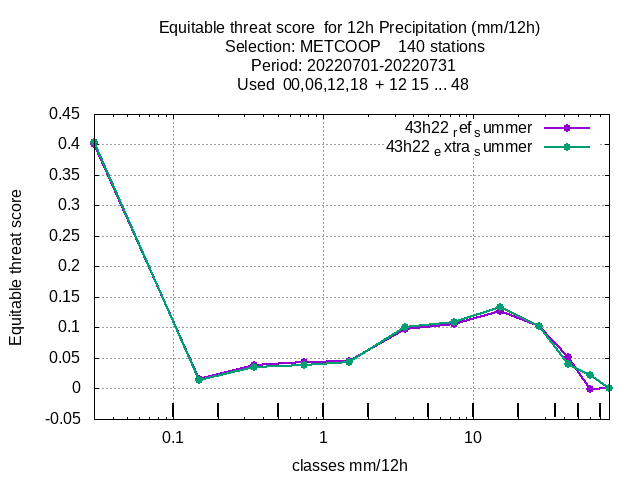 Equitable threat score  for 12h Precipitation (mm/12h)
Selection: METCOOP    140 stations
Period: 20220701-20220731
Used  00,06,12,18  + 12 15 ... 48
43h22 ref summer
43h22 extra summer
0.45
0.4
0.35
0.3
0.25
0.2
0.15
0.1
0.05
0
-0.05
Equitable threat score
0.1
1
10
classes mm/12h